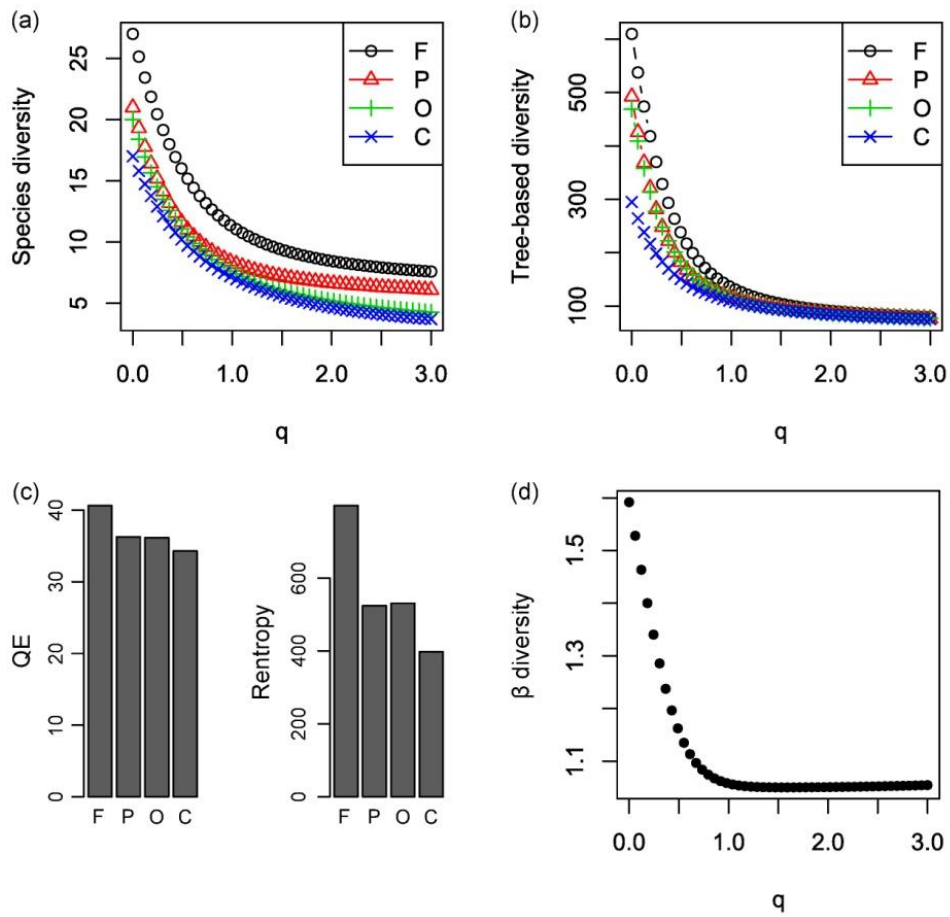 (a)
Species diversity
25
20
15
10
5
F
P
O
C
0.0 1.0 2.0 3.0
q
(b)
Tree-based diversity
500
300
100
F
P
O
C
0.0 1.0 2.0 3.0
q
(c)
QE
40
30
20
10
0
F P O C
Rentropy
600
400
200
0
F P O C
(d)
β diversity
1.5
1.3
1.1
0.0 1.0 2.0 3.0
q